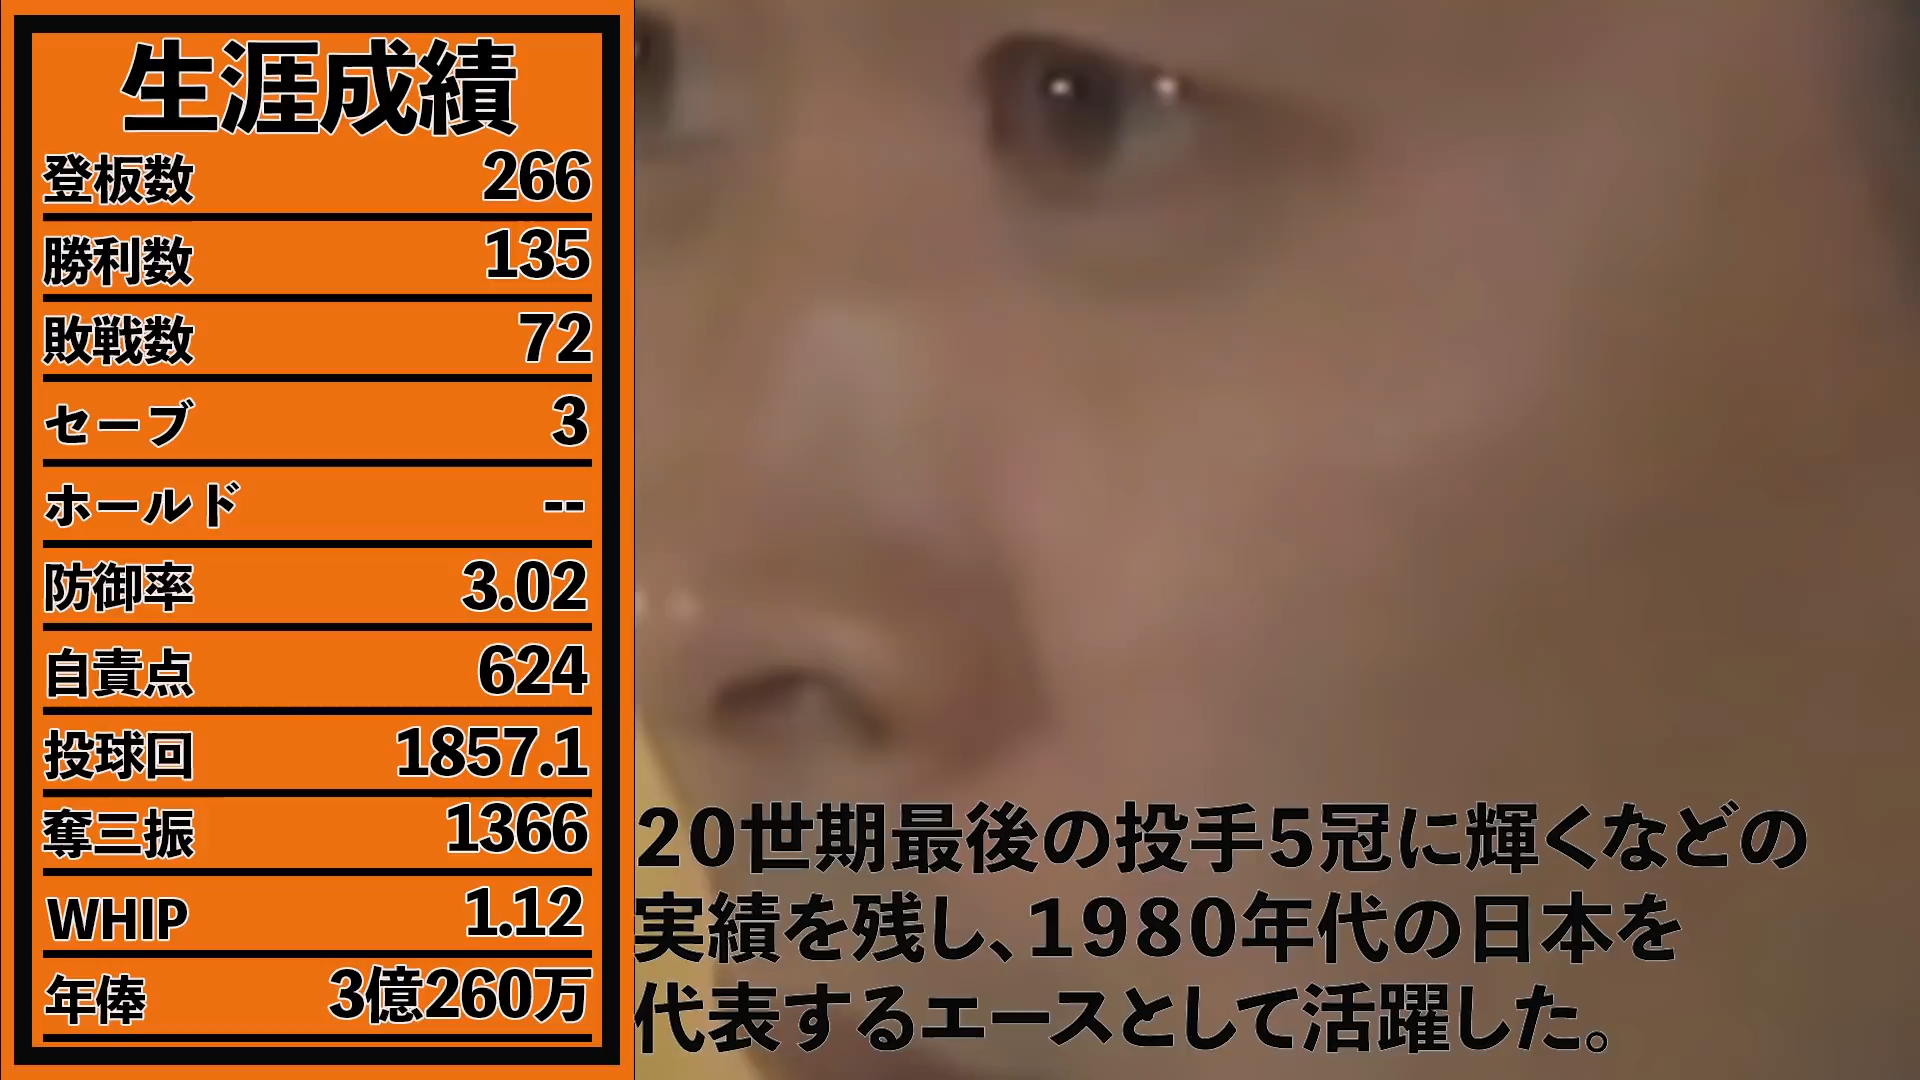 生涯成績
登板数 266
勝利数 135
敗戦数 72
セーブ 3
ホールド --
防御率 3.02
自責点 624
投球回 1857.1
奪三振 1366
WHIP 1.12
年俸 3億260万
20世期最後の投手5冠に輝くなどの
実績を残し、1980年代の日本を
代表するエースとして活躍した。